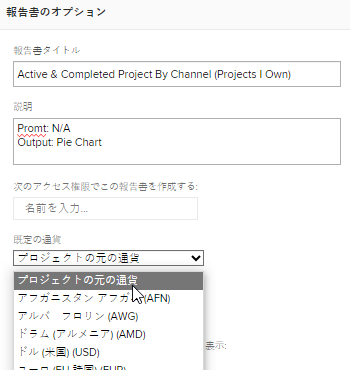 報告書のオプション
報告書タイトル
Active & Completed Project By Channel (Projects I Own)
説明
Promt: N/A
Output: Pie Chart
次のアクセス権限でこの報告書を作成する:
名前を入力...
既定の通貨
プロジェクトの元の通貨
プロジェクトの元の通貨
アフガニスタン アフガニ (AFN)
アルバ フロリン (AWG)
ドラム (アルメニア) (AMD)
ドル (米国) (USD)
表示: